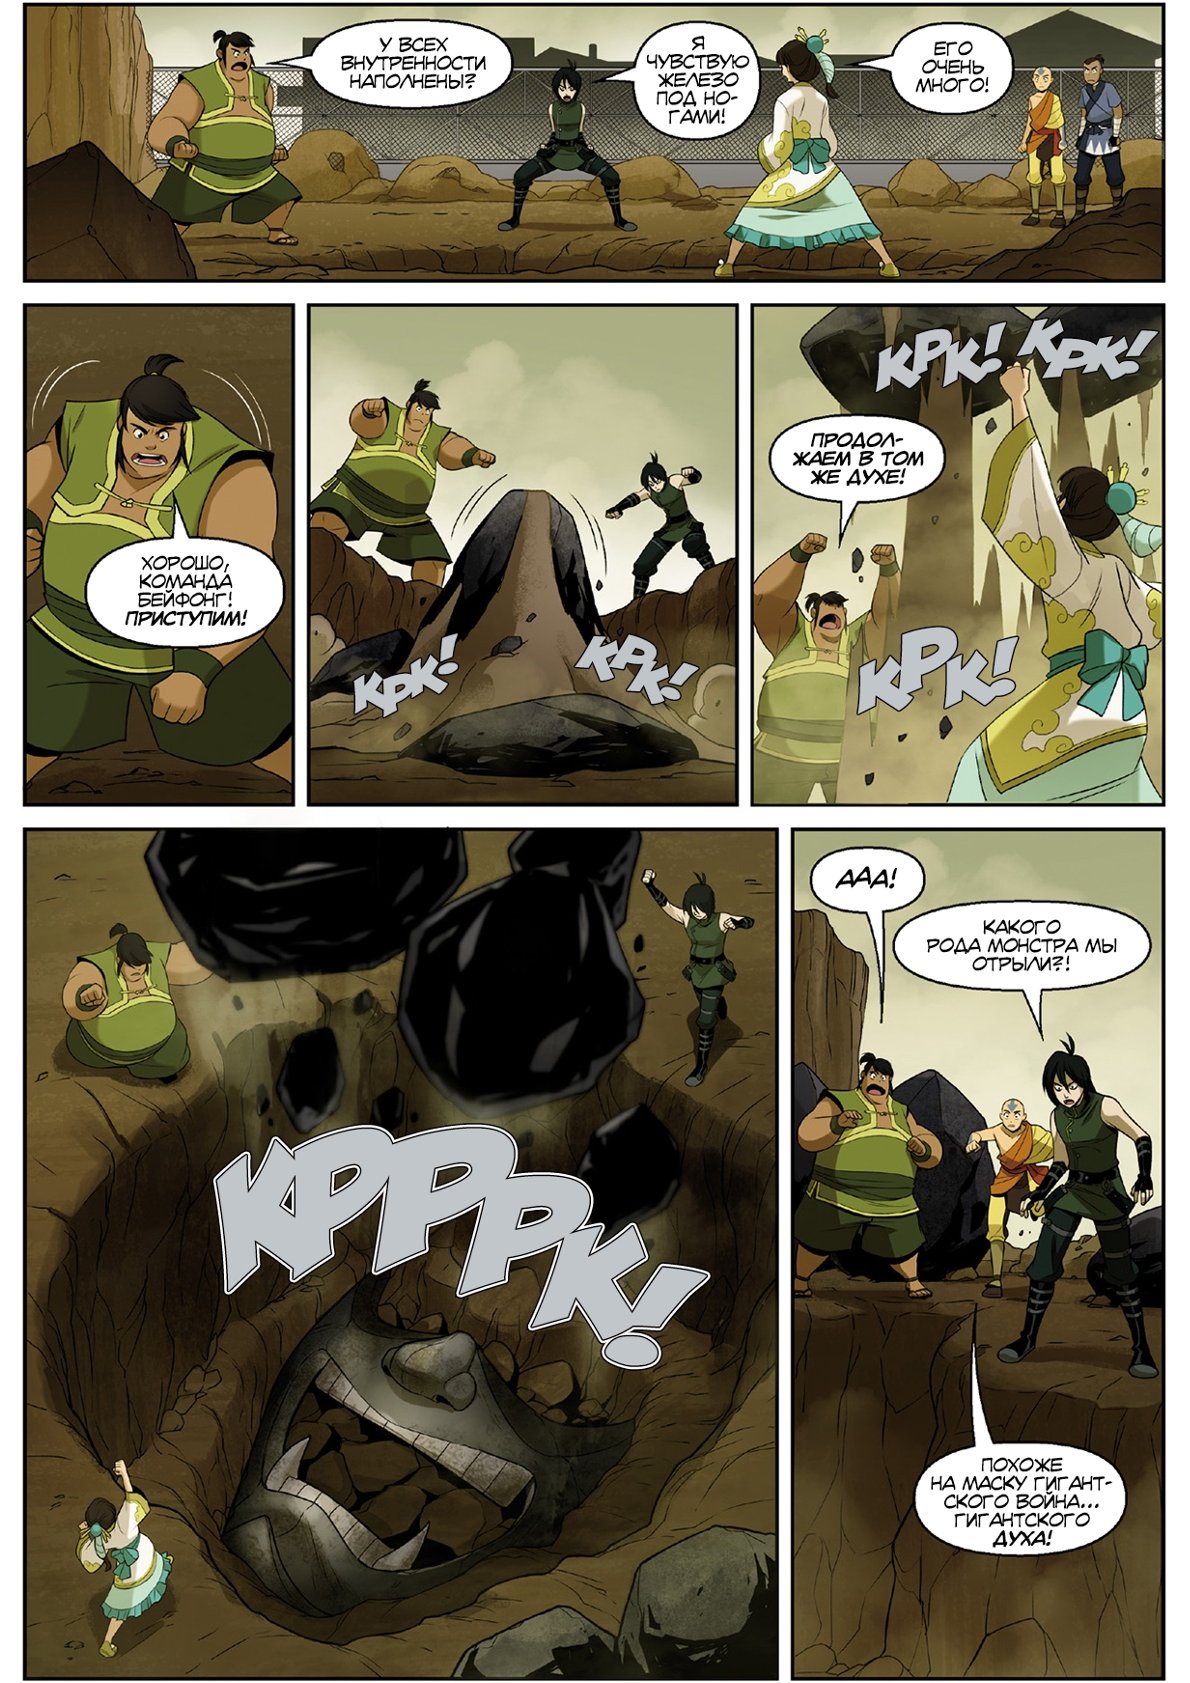 У ВСЕХ
ВНУТРЕННОСТИ
НАПОЛНЕНЫ?
Я
ЧУВСТВУЮ
ЖЕЛЕЗО
ПОД НО-
ГАМИ!
ЕГО
ОЧЕНЬ
МНОГО!
ХОРОШО,
КОМАНДА
БЕЙФОНГ!
ПРИСТУПИМ!
КРК!
КРК!
КРК!
КРК!
ПРОДОЛ-
ЖАЕМ В ТОМ
ЖЕ ДУХЕ!
КРК!
КРРРК!
ААА!
КАКОГО
РОДА МОНСТРА МЫ
ОТРЫЛИ?!
ПОХОЖЕ
НА МАСКУ ГИГАНТ-
СКОГО ВОЙНА...
ГИГАНТСКОГО
ДУХА!